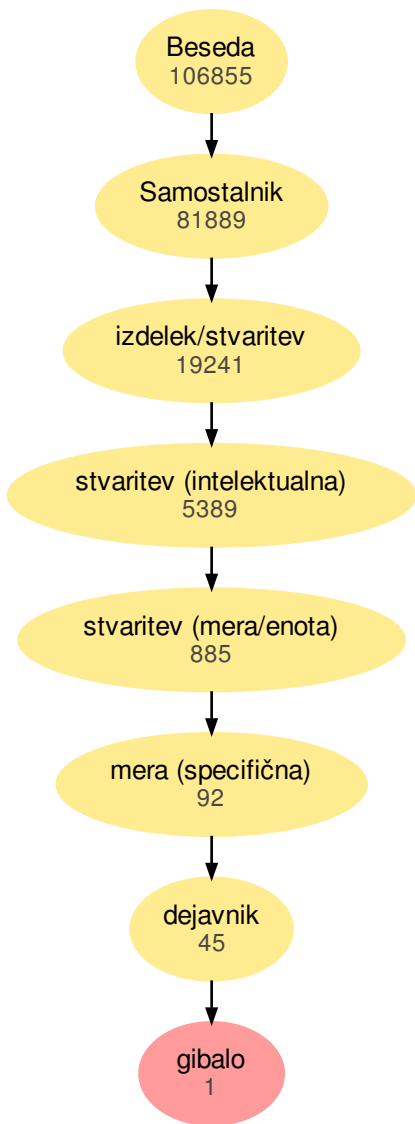 Beseda
106855
Samostalnik
81889
izdelek/stvaritev
19241
stvaritev (intelektualna)
5389
stvaritev (mera/enota)
885
mera (specifična)
92
dejavnik
45
gibalo
1